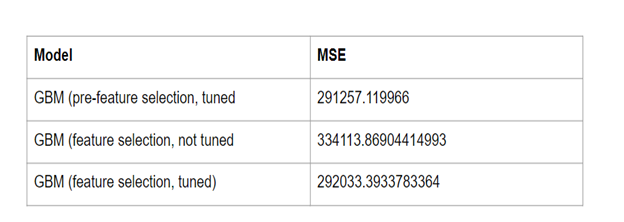 Model MSE
GBM (pre-feature selection, tuned 291257.119966
GBM (feature selection, not tuned 334113.86904414993
GBM (feature selection, tuned) 292033.3933783364